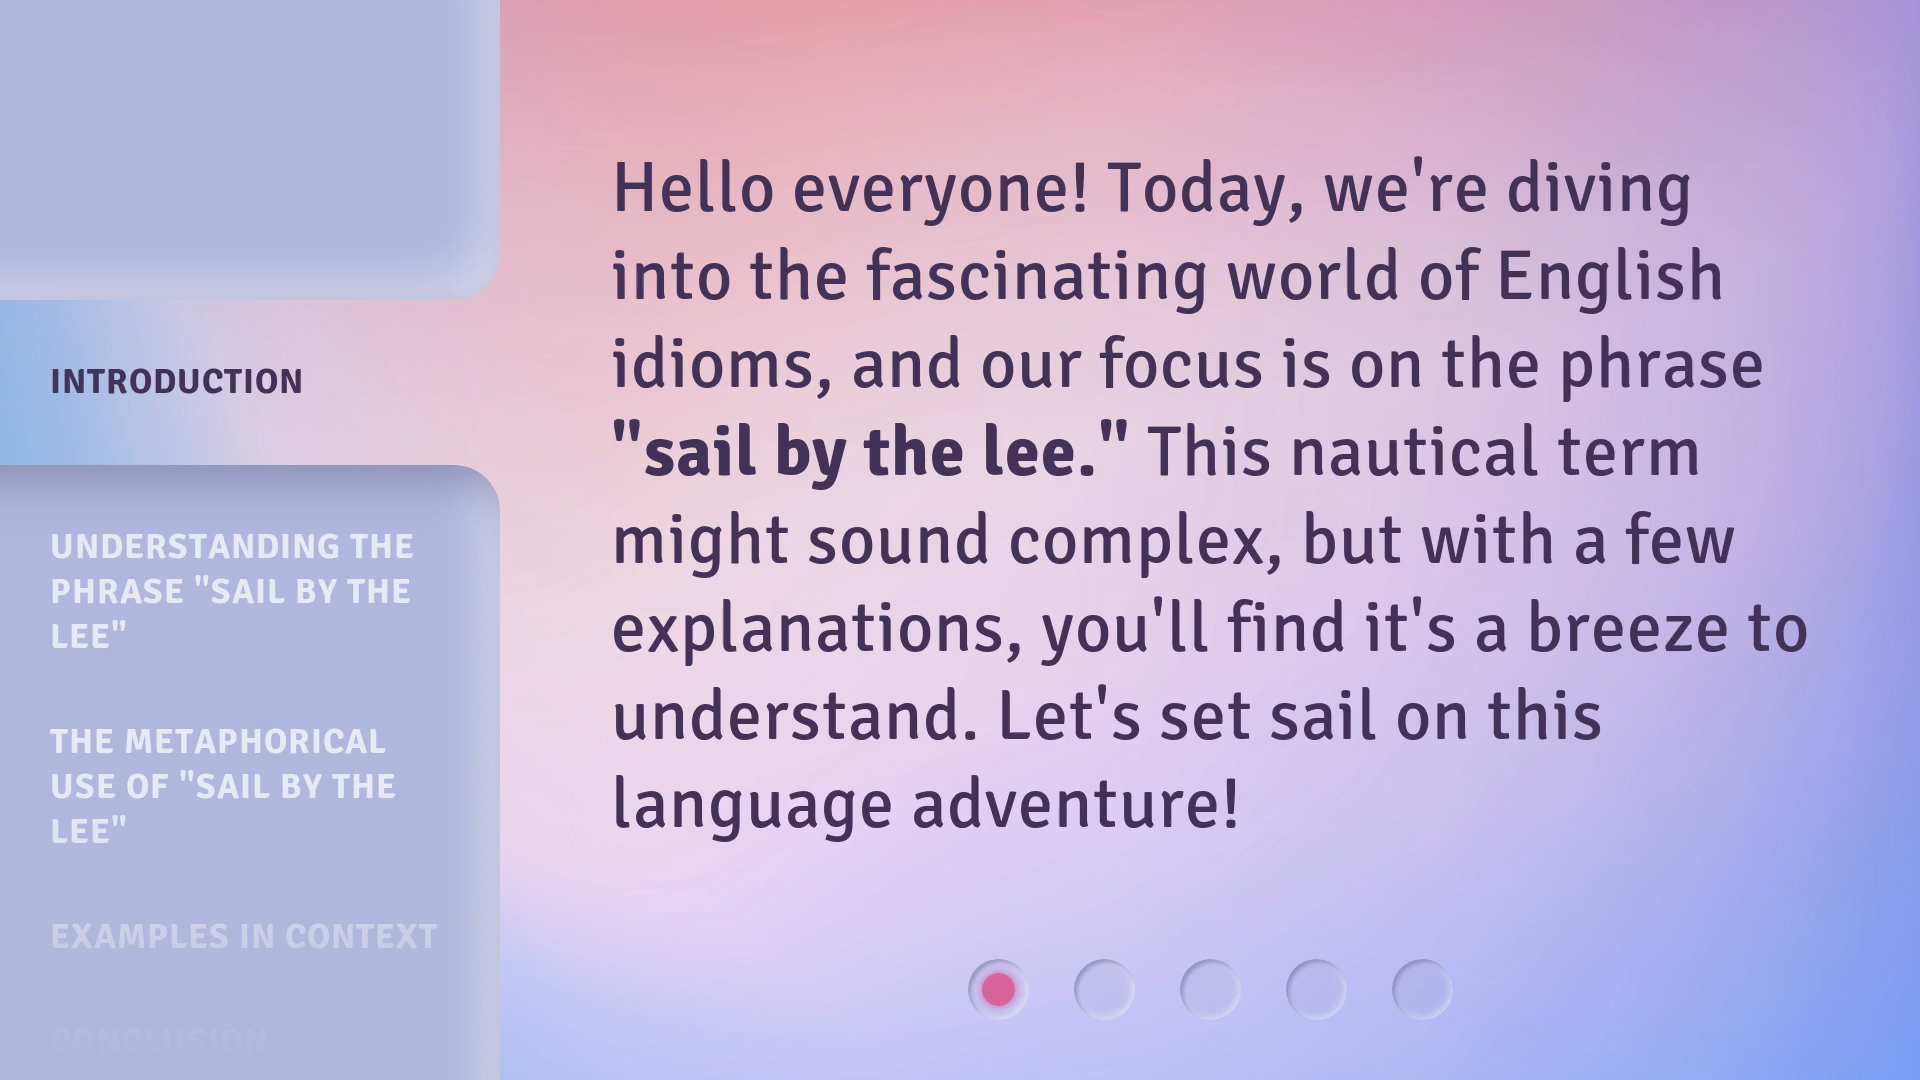 INTRODUCTION
UNDERSTANDING THE
PHRASE "SAIL BY THE
LEE"
THE METAPHORICAL
USE OF "SAIL BY THE
LEE"
EXAMPLES IN CONTEXT
CONCLUSION
Hello everyone! Today, we're diving
into the fascinating world of English
idioms, and our focus is on the phrase
"sail by the lee." This nautical term
might sound complex, but with a few
explanations, you'll find it's a breeze to
understand. Let's set sail on this
language adventure!